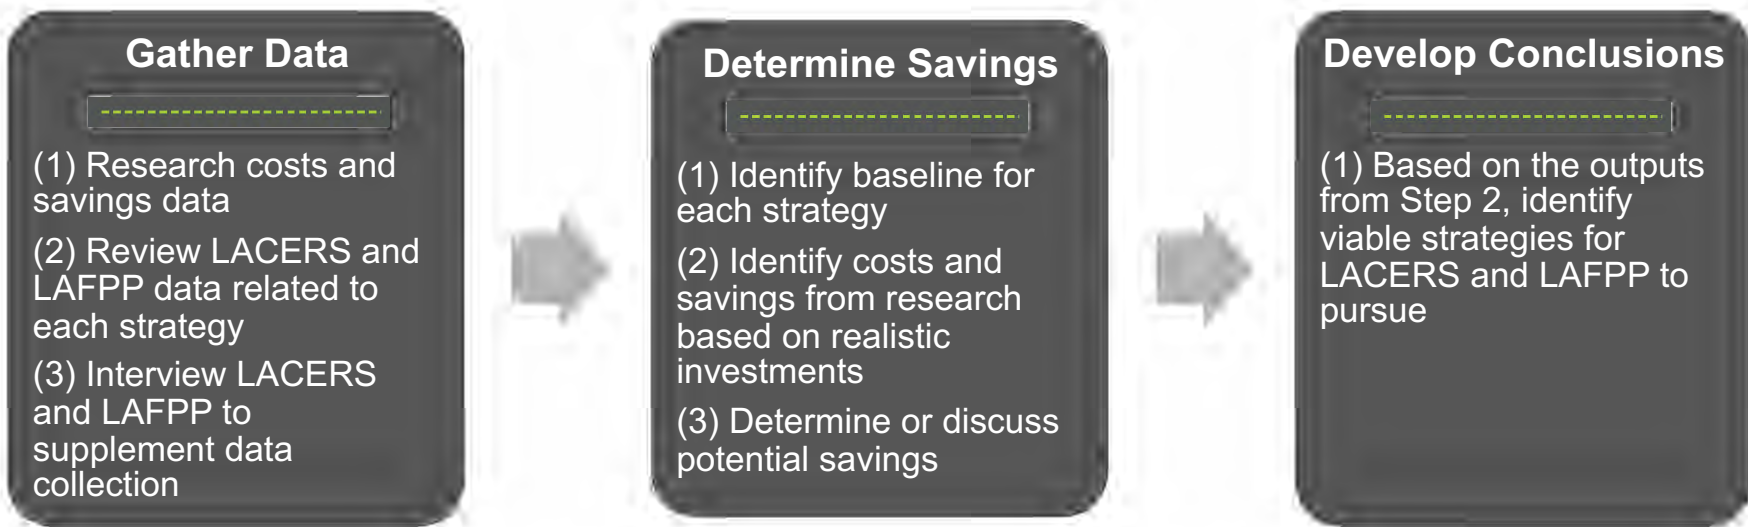 Gather Data
(1) Research costs and
savings data
(2) Review LACERS and
LAFPP data related to
each strategy
(3) Interview LACERS
and LAFPP to
supplement data
collection
Determine Savings
(1) Identify baseline for
each strategy
(2) Identify costs and
savings from research
based on realistic
investments
(3) Determine or discuss
potential savings
Develop Conclusions
(1) Based on the outputs
from Step 2, identify
viable strategies for
LACERS and LAFPP to
pursue